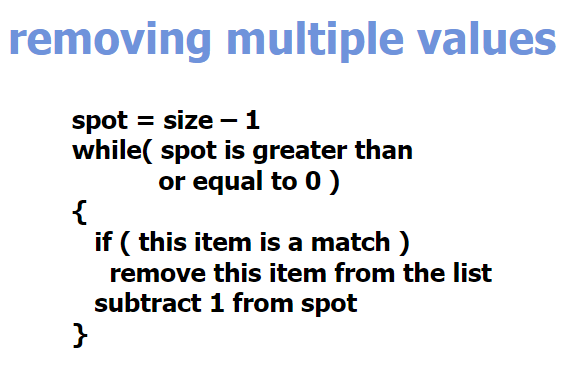 removing multiple values
spot = size – 1
while( spot is greater than
or equal to 0 )
{
if ( this item is a match )
remove this item from the list
subtract 1 from spot
}